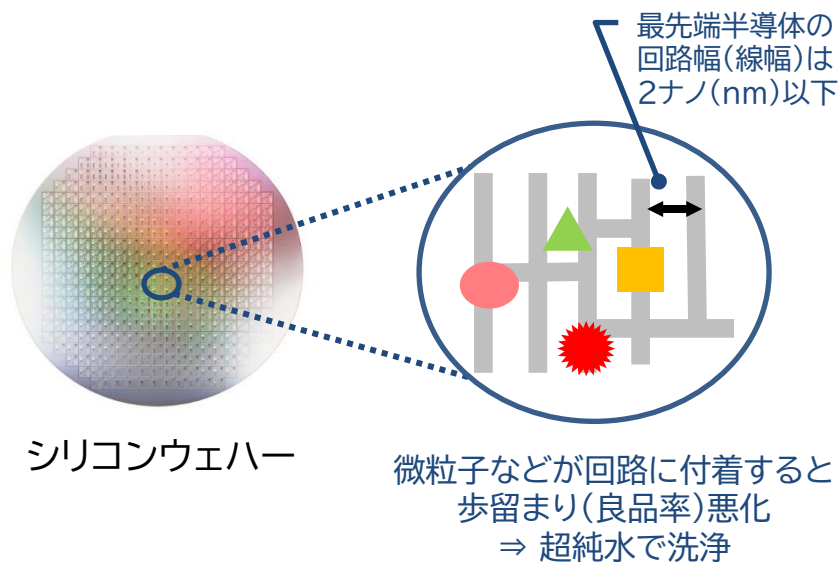 最先端半導体の
回路幅(線幅)は
2ナノ(nm)以下
シリコンウェハー
微粒子などが回路に付着すると
歩留まり(良品率)悪化
⇒ 超純水で洗浄